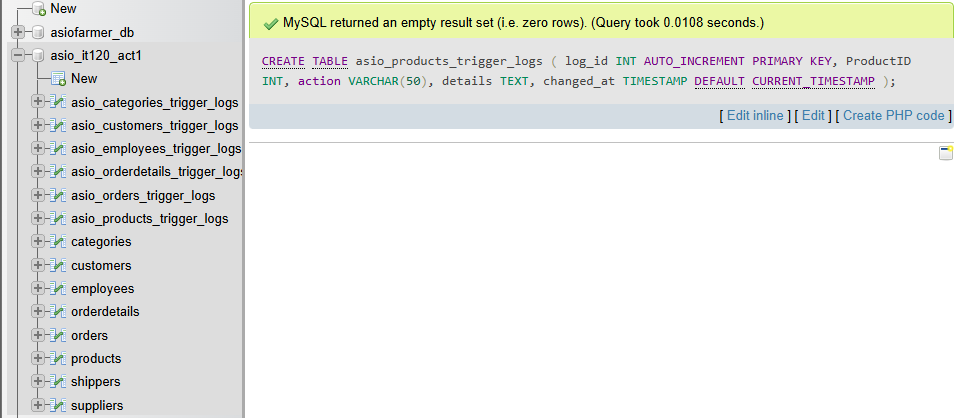 New
asiofarmer_db
asio_it120_act1
New
asio_categories_trigger_logs
asio_customers_trigger_logs
asio_employees_trigger_logs
asio_orderdetails_trigger_logs
asio_orders_trigger_logs
asio_products_trigger_logs
categories
customers
employees
orderdetails
orders
products
shippers
suppliers
MySQL returned an empty result set (i.e. zero rows). (Query took 0.0108 seconds.)
CREATE TABLE asio_products_trigger_logs ( log_id INT AUTO_INCREMENT PRIMARY KEY, ProductID
INT, action VARCHAR(50), details TEXT, changed_at TIMESTAMP DEFAULT CURRENT_TIMESTAMP );
[ Edit inline ] [ Edit ] [ Create PHP code ]